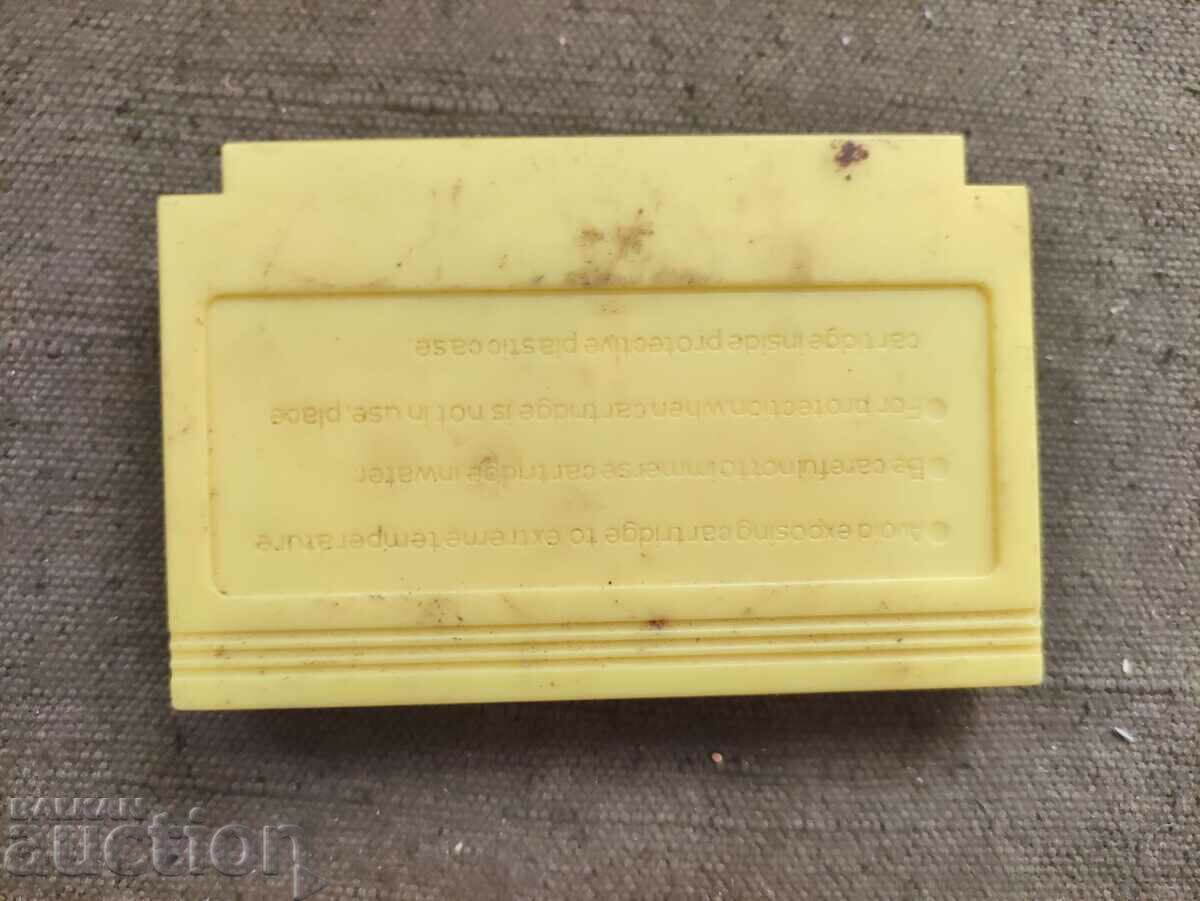 ● Avoid exposing cartridge to extreme temperature
● Be careful not to immerse cartridge in water.
● For protection when cartridge is not in use, place
cartridge inside protective plastic case.
BALKAN
auction